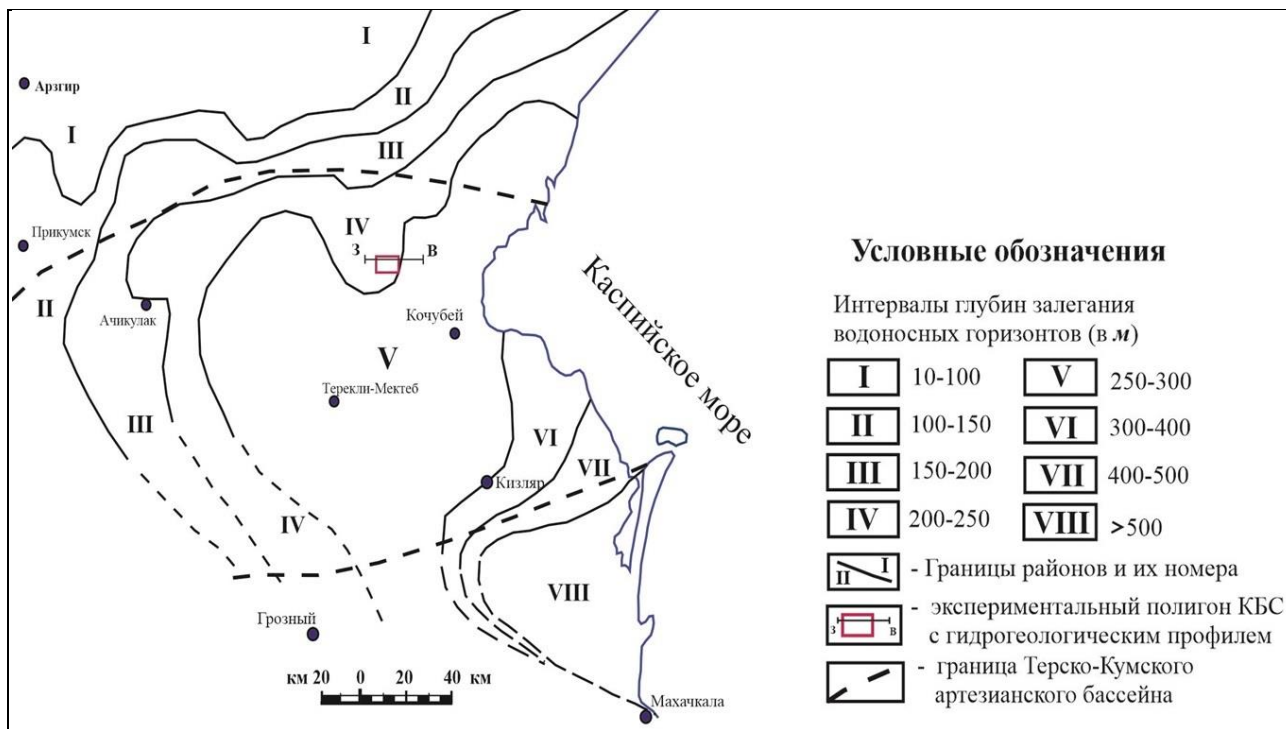 I
Арзгир
II
I
III
Прикумск
IV
З
В
II
Ачикулак
Кочубей
Каспийское море
V
Терекли-Мектеб
III
VI
VII
Кизляр
IV
VIII
Грозный
км 20 0 20 40 км
Махачкала
Условные обозначения
Интервалы глубин залегания
водоносных горизонтов (в м)
I 10-100
V 250-300
II 100-150
VI 300-400
III 150-200
VII 400-500
IV 200-250
VIII >500
II I - Границы районов и их номера
З В - экспериментальный полигон КБС
с гидрогеологическим профилем
- граница Терско-Кумского
артезианского бассейна